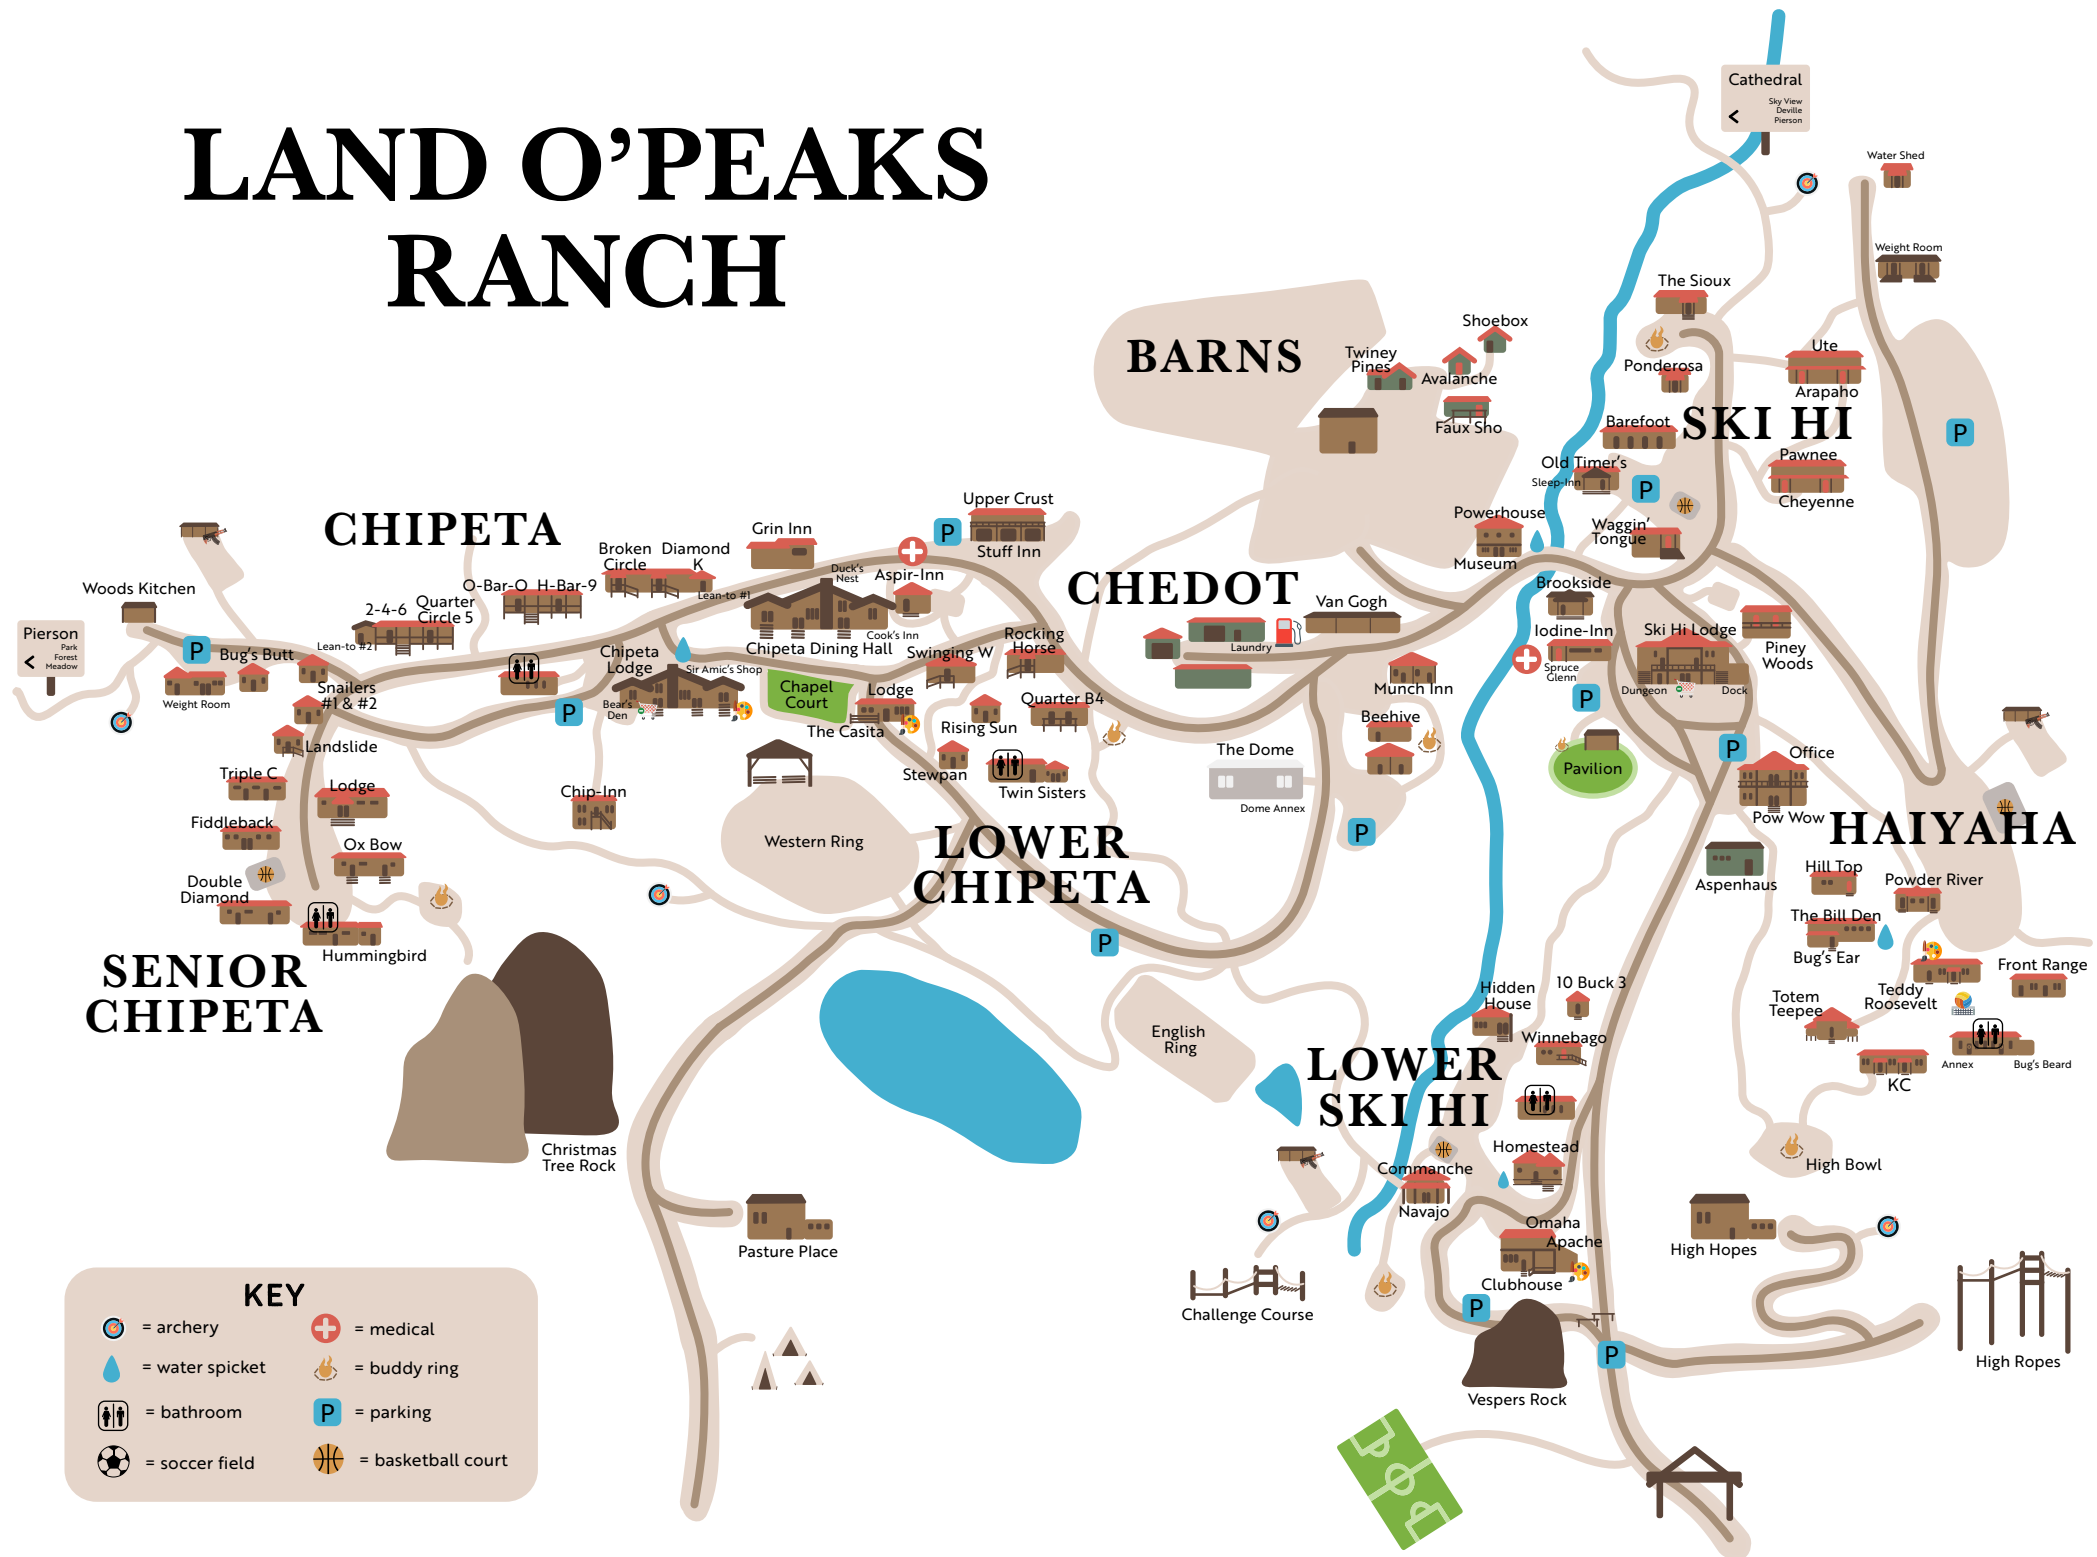 LAND O'PEAKS
RANCH
Cathedral
Sky View
Deville
Pierson
<
Water Shed
Weight Room
The Sioux
Ponderosa
Ute
Arapaho
SKI HI
Barefoot
Pawnee
Cheyenne
Old Timer's
Sleep-Inn
P
P
Waggin'
Tongue
BARNS
Shoebox
Twiney
Pines
Avalanche
Faux Sho
Powerhouse
Museum
CHIPETA
Woods Kitchen
Pierson
Park
Forest
Meadow
<
P
Bug's Butt
Weight Room
Lean-to #2
2-4-6
Quarter
Circle 5
O-Bar-O
H-Bar-9
Broken
Circle
Diamond
K
Lean-to #1
Grin Inn
Duck's
Nest
Aspir-Inn
P
Upper Crust
Stuff Inn
Cook's Inn
Chipeta Dining Hall
Chipeta
Lodge
Sir Amic's Shop
Bear's
Den
P
Chapel
Court
Lodge
The Casita
Swinging W
Rocking
Horse
Rising Sun
Quarter B4
Stewpan
Twin Sisters
Snailers
#1 & #2
Landslide
Triple C
Lodge
Fiddleback
Ox Bow
Double
Diamond
Hummingbird
SENIOR
CHIPETA
Chip-Inn
Western Ring
LOWER
CHIPETA
P
CHEDOT
Van Gogh
Laundry
Munch Inn
Beehive
The Dome
Dome Annex
P
Brookside
Iodine-Inn
Spruce
Glenn
P
Ski Hi Lodge
Dungeon
Dock
Piney
Woods
Pavilion
P
Office
Pow Wow
HAIYAHA
Aspenhaus
Hill Top
Powder River
The Bill Den
Bug's Ear
Front Range
Teddy
Roosevelt
Totem
Teepee
KC
Annex
Bug's Beard
High Bowl
English
Ring
Hidden
House
10 Buck 3
Winnebago
LOWER
SKI HI
Homestead
Commanche
Navajo
Omaha
Apache
Clubhouse
P
P
Vespers Rock
Challenge Course
High Hopes
High Ropes
Christmas
Tree Rock
Pasture Place
KEY
= archery
= medical
= water spicket
= buddy ring
= bathroom
P
= parking
= soccer field
= basketball court